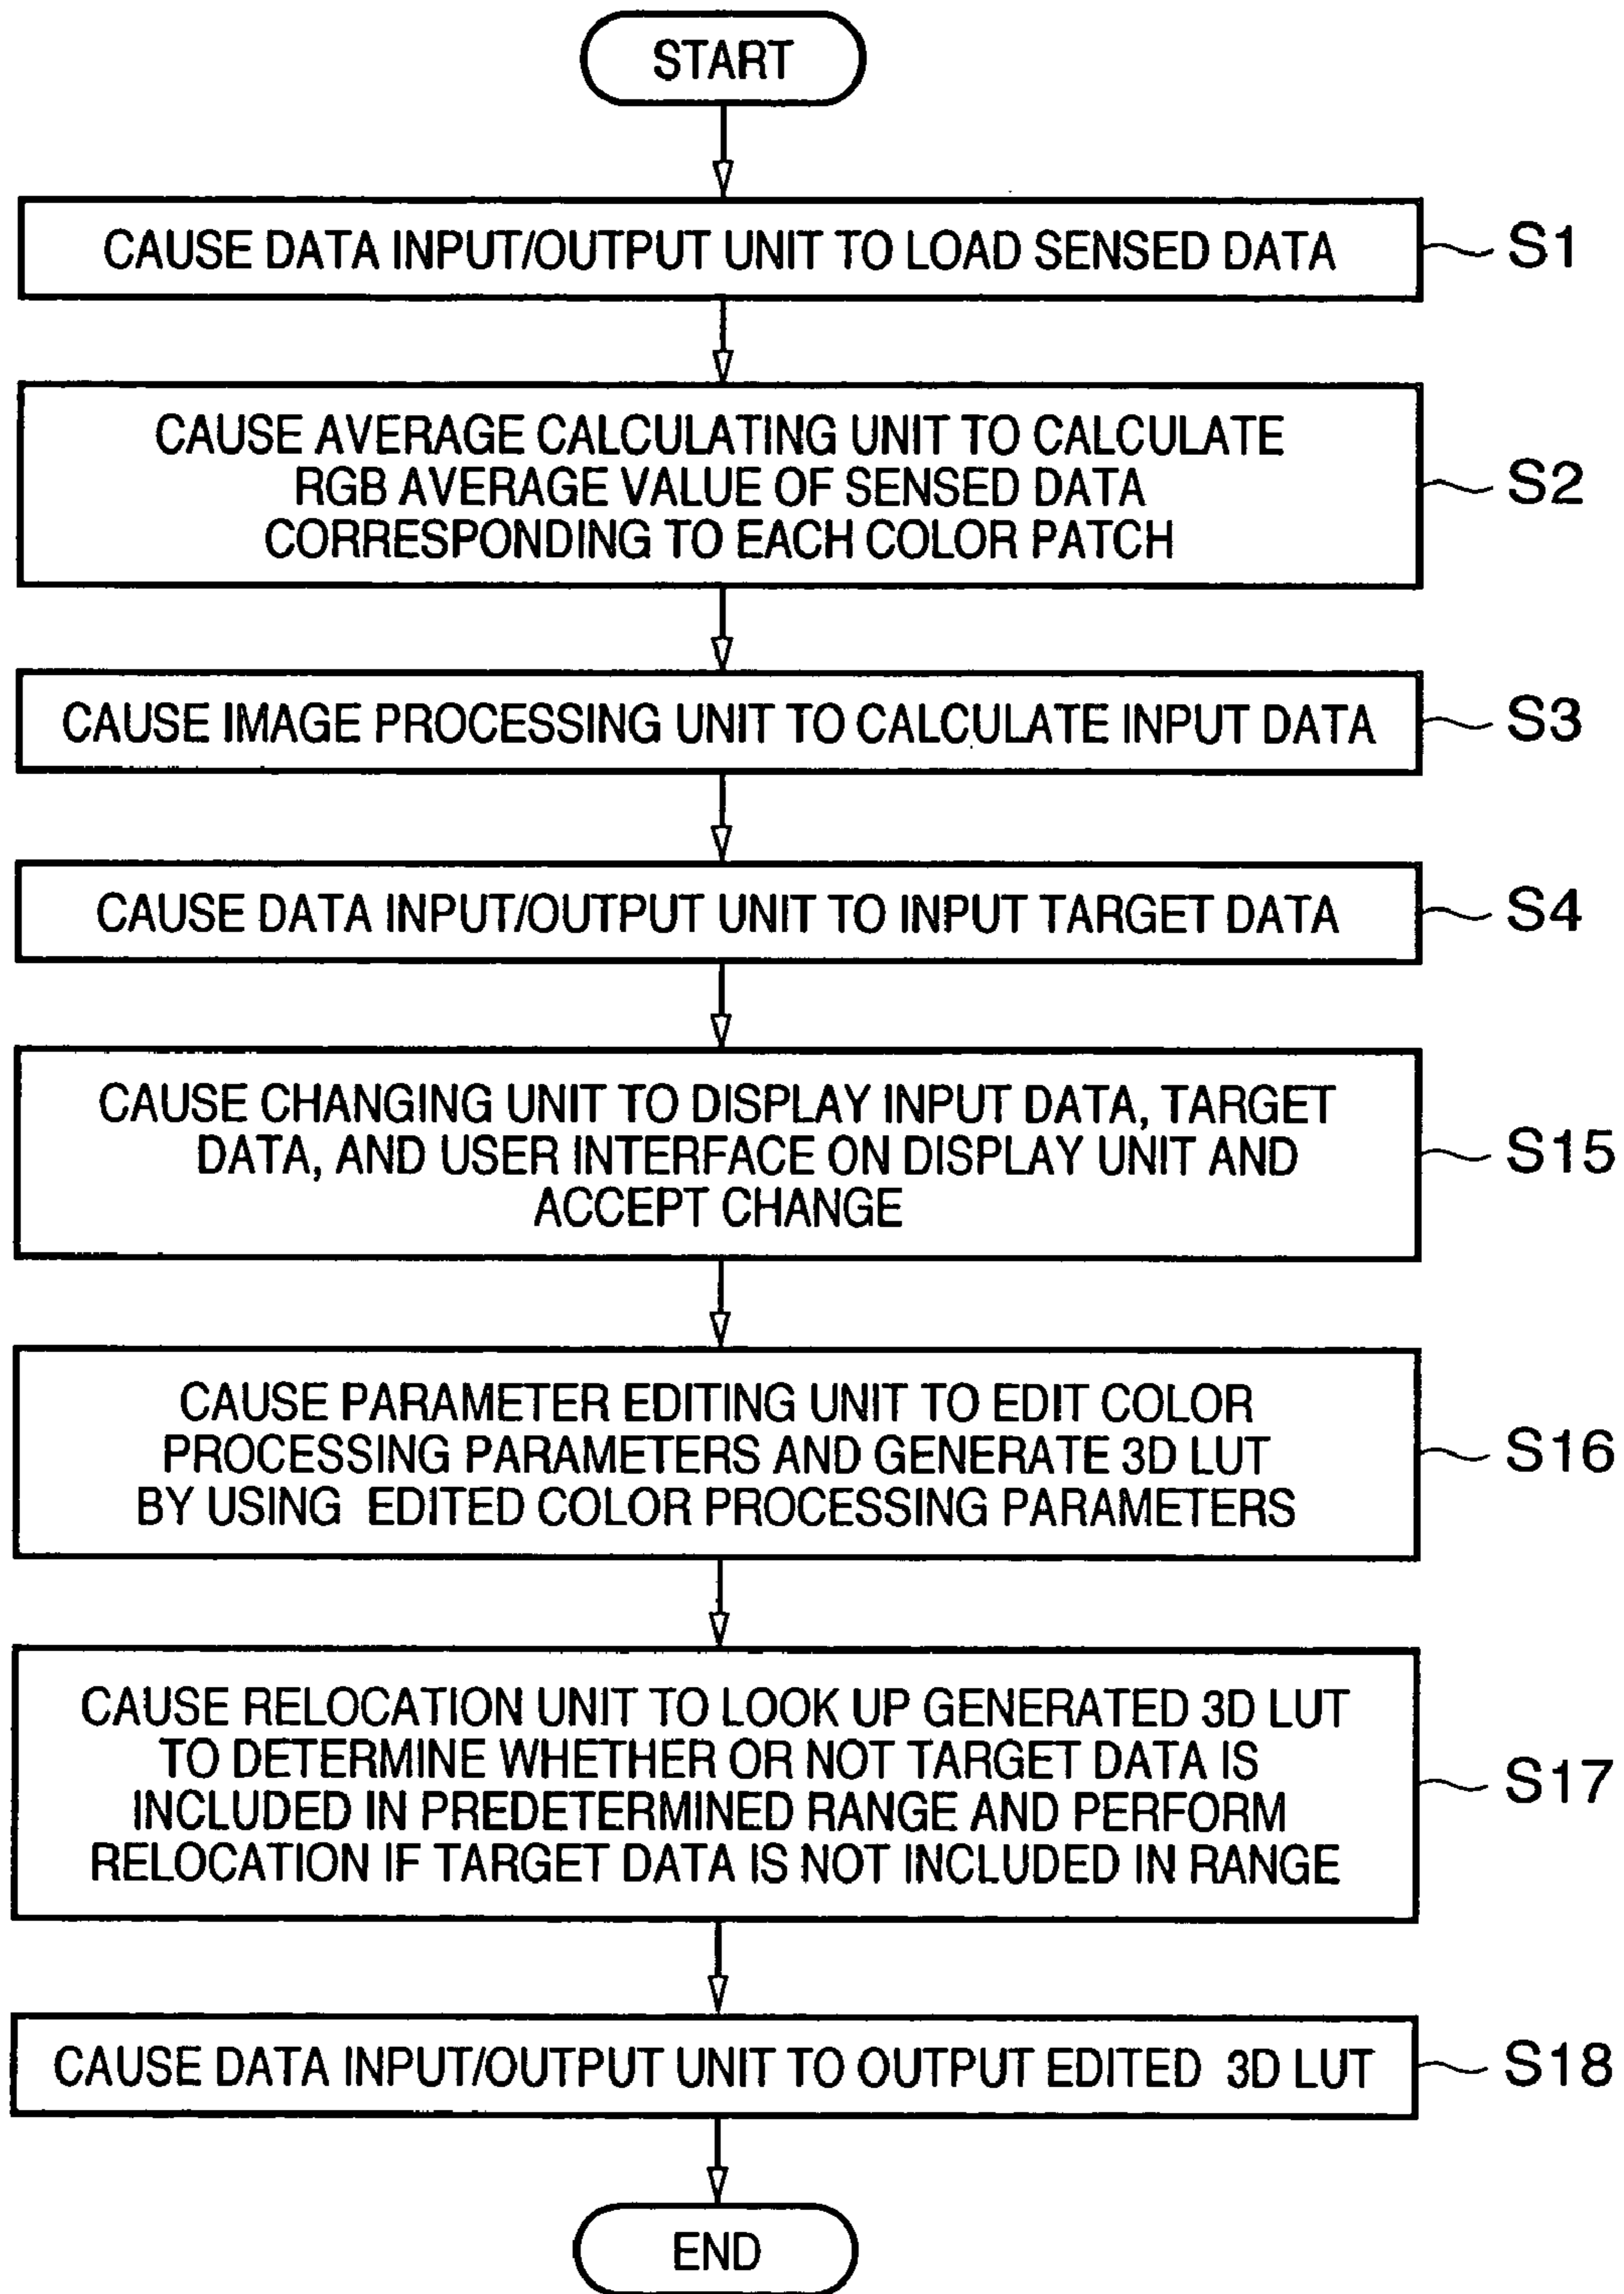 START
CAUSE DATA INPUT/OUTPUT UNIT TO LOAD SENSED DATA
S1
CAUSE AVERAGE CALCULATING UNIT TO CALCULATE
RGB AVERAGE VALUE OF SENSED DATA
CORRESPONDING TO EACH COLOR PATCH
S2
CAUSE IMAGE PROCESSING UNIT TO CALCULATE INPUT DATA
S3
CAUSE DATA INPUT/OUTPUT UNIT TO INPUT TARGET DATA
S4
CAUSE CHANGING UNIT TO DISPLAY INPUT DATA, TARGET
DATA, AND USER INTERFACE ON DISPLAY UNIT AND
ACCEPT CHANGE
S15
CAUSE PARAMETER EDITING UNIT TO EDIT COLOR
PROCESSING PARAMETERS AND GENERATE 3D LUT
BY USING EDITED COLOR PROCESSING PARAMETERS
S16
CAUSE RELOCATION UNIT TO LOOK UP GENERATED 3D LUT
TO DETERMINE WHETHER OR NOT TARGET DATA IS
INCLUDED IN PREDETERMINED RANGE AND PERFORM
RELOCATION IF TARGET DATA IS NOT INCLUDED IN RANGE
S17
CAUSE DATA INPUT/OUTPUT UNIT TO OUTPUT EDITED 3D LUT
S18
END